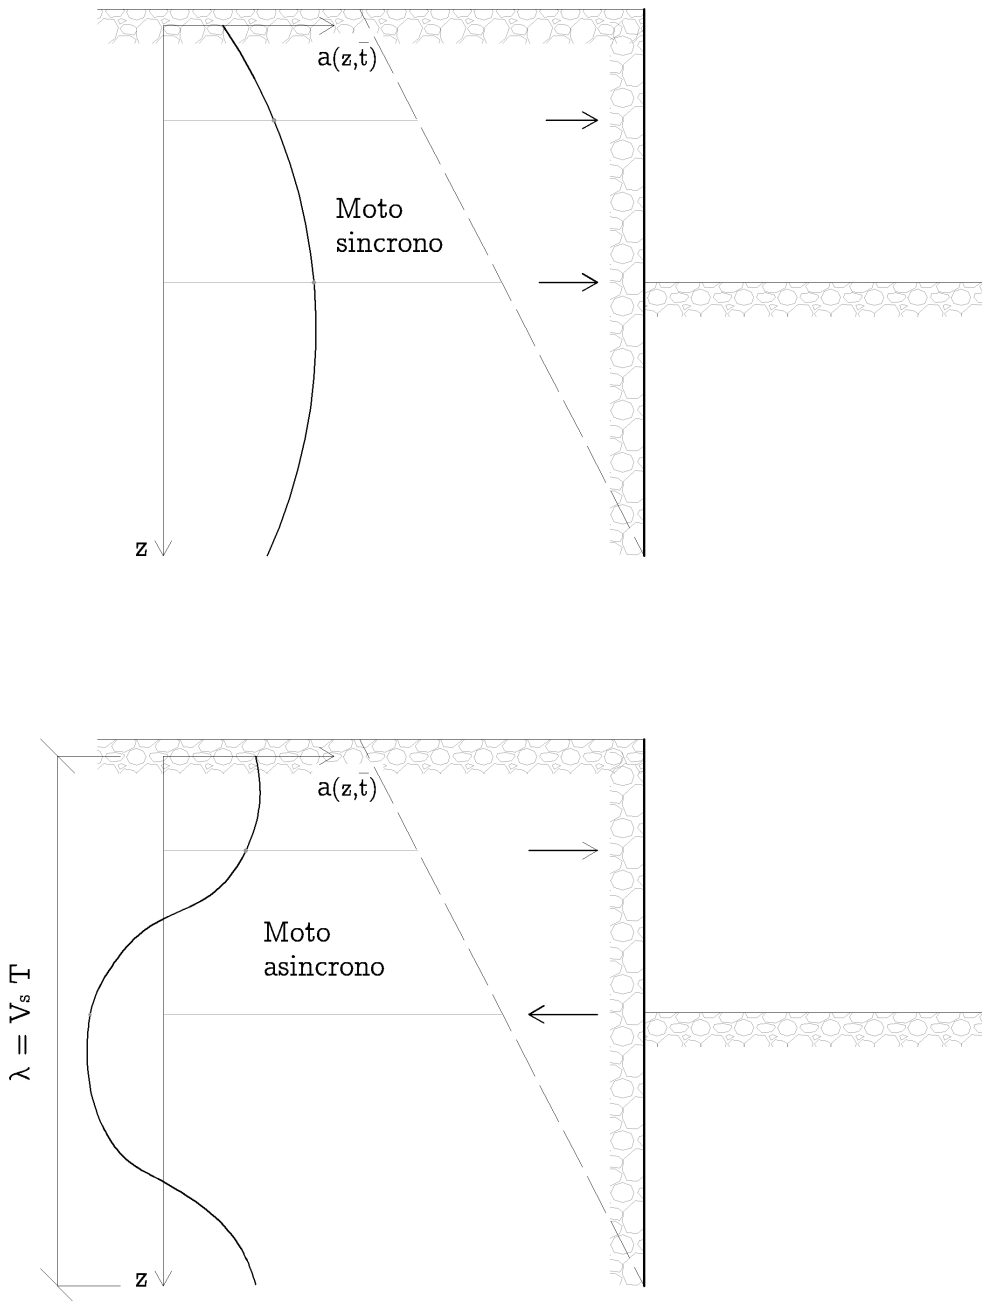 a(z,t̄)
Moto
sincrono
z
a(z,t̄)
Moto
asincrono
λ = Vs T
z